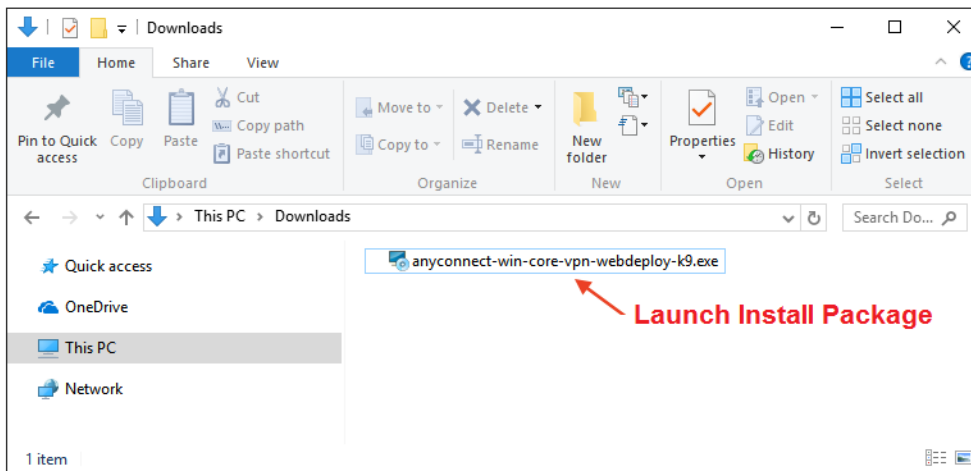 Downloads
File Home Share View
Pin to Quick access
Copy
Paste
Cut
Copy path
Paste shortcut
Clipboard
Move to
Copy to
Delete
Rename
Organize
New folder
New
Properties
Open
Edit
History
Open
Select all
Select none
Invert selection
Select
This PC > Downloads
Search Do...
Quick access
OneDrive
This PC
Network
anyconnect-win-core-vpn-webdeploy-k9.exe
Launch Install Package
1 item